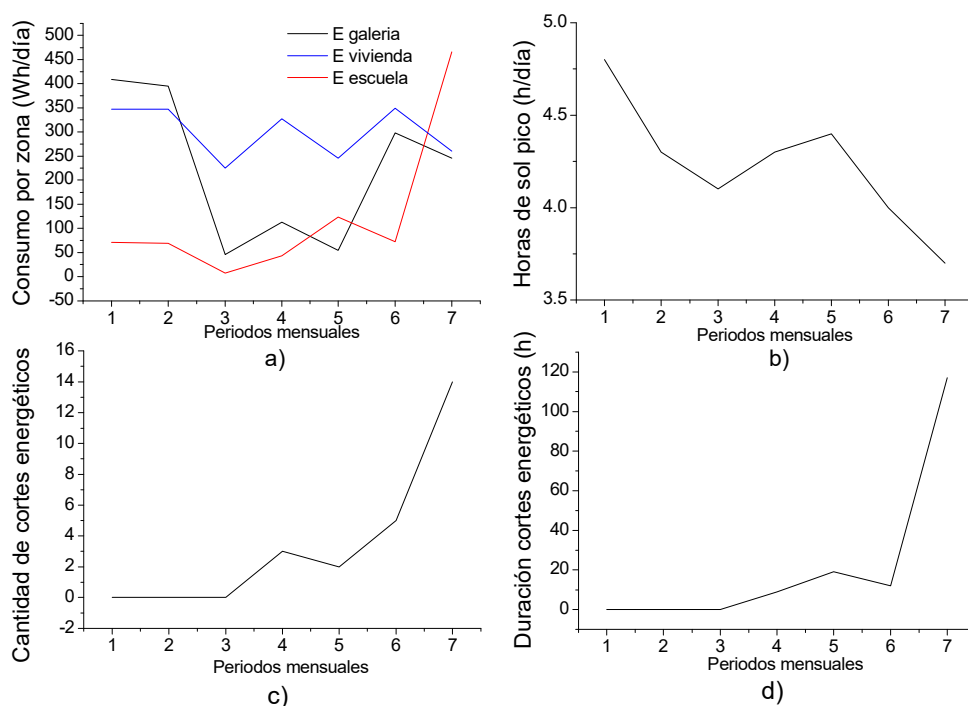 Consumo por zona (Wh/día)
500
450
400
350
300
250
200
150
100
50
0
-50
E galeria
E vivienda
E escuela
1 2 3 4 5 6 7
Periodos mensuales
a)
Horas de sol pico (h/día)
5.0
4.5
4.0
3.5
1 2 3 4 5 6 7
Periodos mensuales
b)
Cantidad de cortes energéticos
16
14
12
10
8
6
4
2
0
-2
1 2 3 4 5 6 7
Periodos mensuales
c)
Duración cortes energéticos (h)
120
100
80
60
40
20
0
1 2 3 4 5 6 7
Periodos mensuales
d)